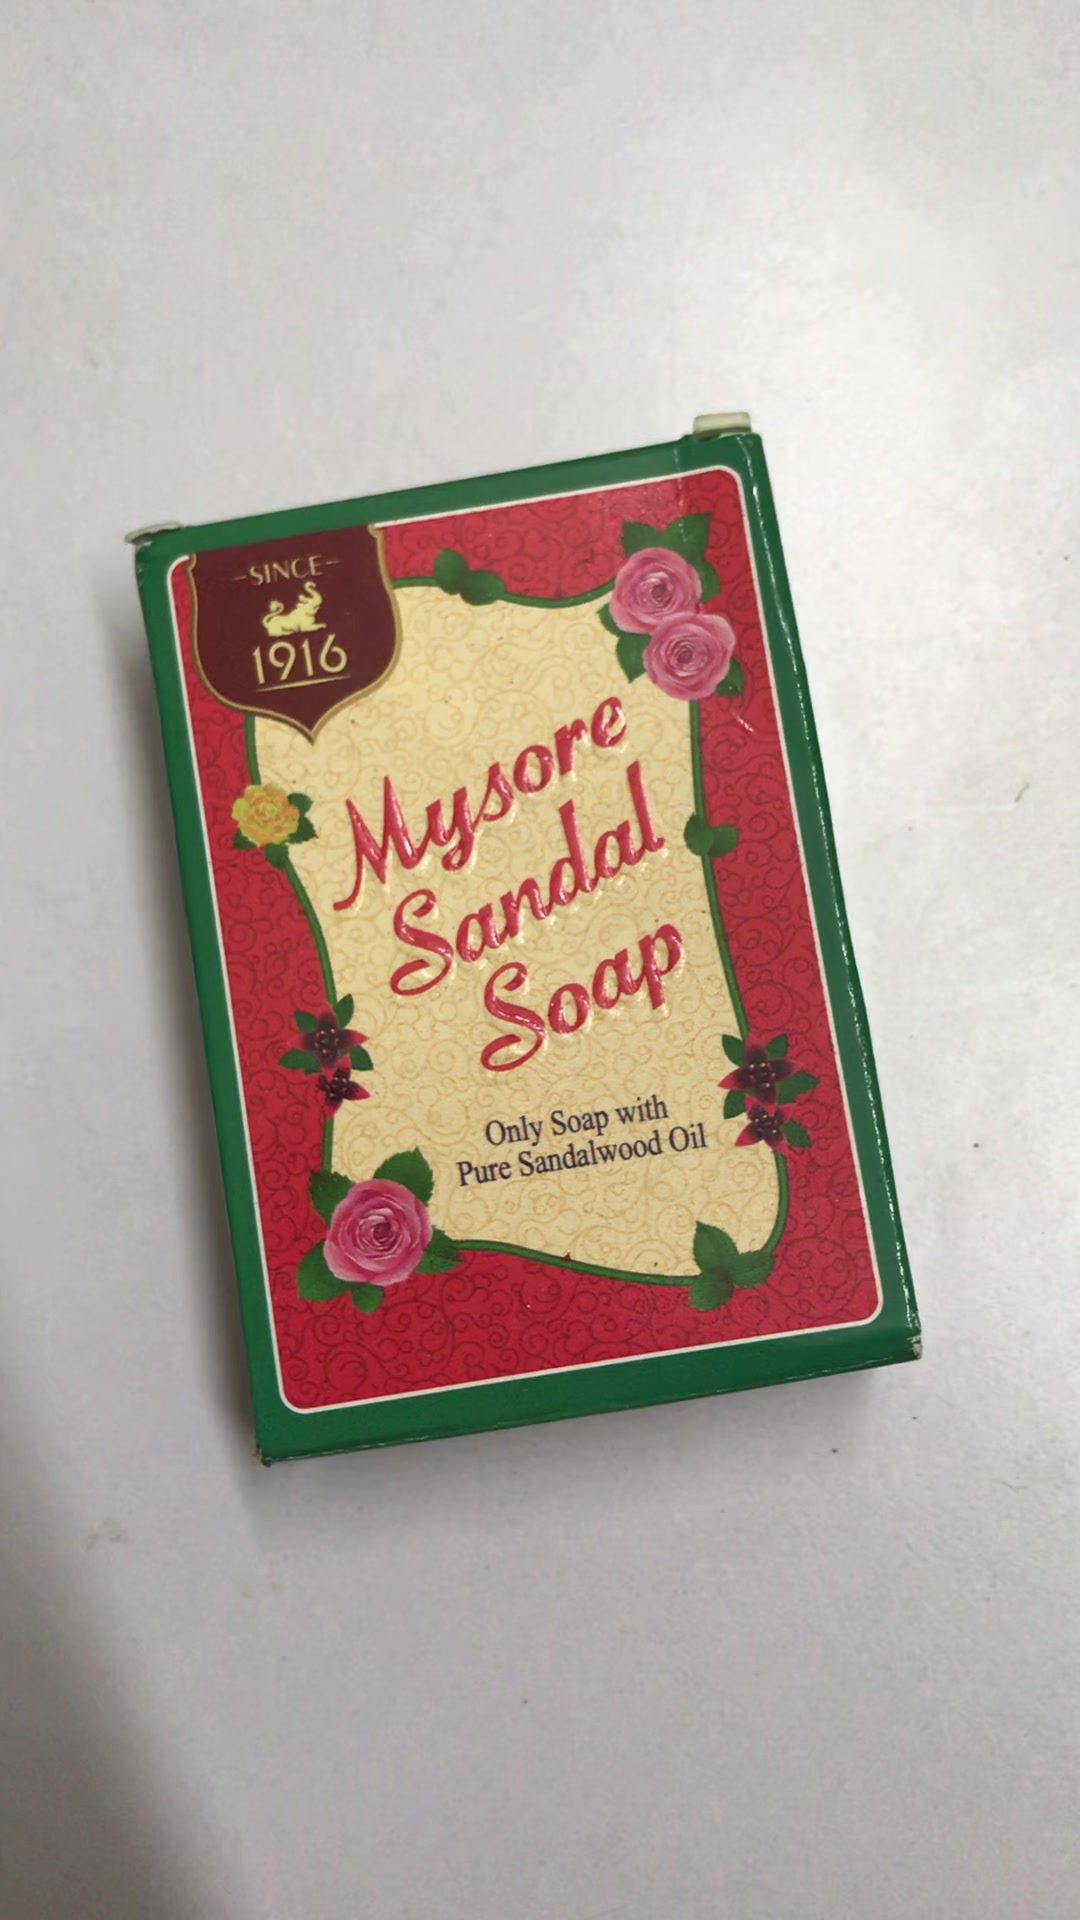 -SINCE-
1916
Mysore
Sandal
Soap
Only Soap with
Pure Sandalwood Oil